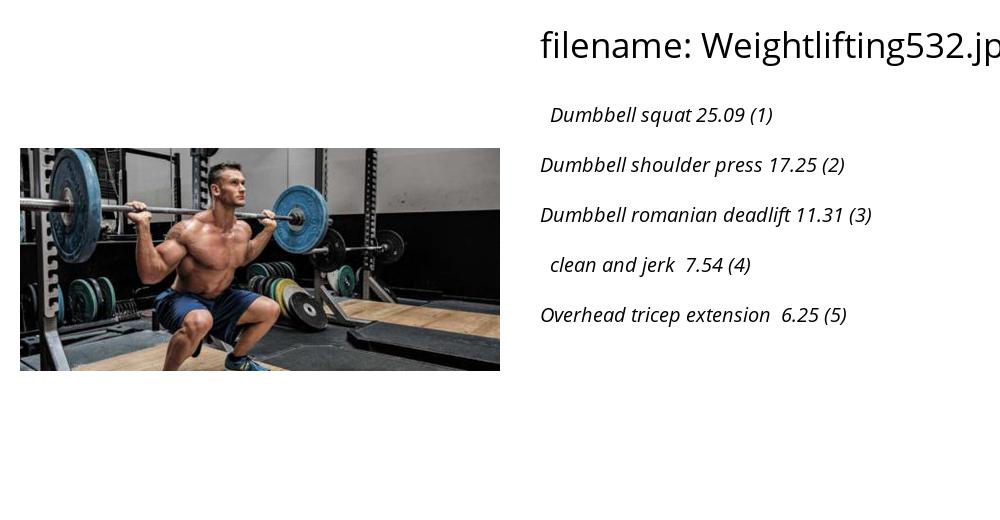 filename: Weightlifting532.jp
Dumbbell squat 25.09 (1)
Dumbbell shoulder press 17.25 (2)
Dumbbell romanian deadlift 11.31 (3)
clean and jerk  7.54 (4)
Overhead tricep extension  6.25 (5)